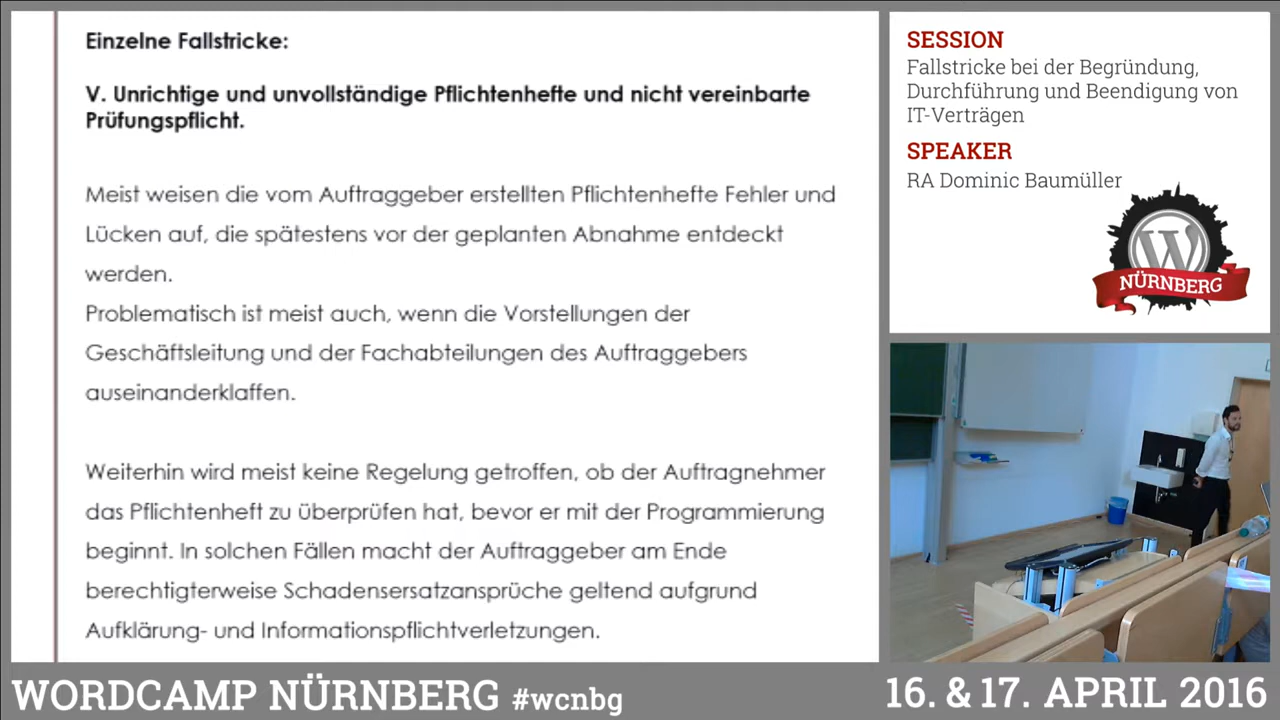 Einzelne Fallstricke:
V. Unrichtige und unvollständige Pflichtenhefte und nicht vereinbarte
Prüfungspflicht.
Meist weisen die vom Auftraggeber erstellten Pflichtenhefte Fehler und
Lücken auf, die spätestens vor der geplanten Abnahme entdeckt
werden.
Problematisch ist meist auch, wenn die Vorstellungen der
Geschäftsleitung und der Fachabteilungen des Auftraggebers
auseinanderklaffen.
Weiterhin wird meist keine Regelung getroffen, ob der Auftragnehmer
das Pflichtenheft zu überprüfen hat, bevor er mit der Programmierung
beginnt. In solchen Fällen macht der Auftraggeber am Ende
berechtigterweise Schadensersatzansprüche geltend aufgrund
Aufklärung- und Informationspflichtverletzungen.
SESSION
Fallstricke bei der Begründung,
Durchführung und Beendigung von
IT-Verträgen
SPEAKER
RA Dominic Baumüller
W
NÜRNBERG
WORDCAMP NÜRNBERG #wcnbg
16. & 17. APRIL 2016